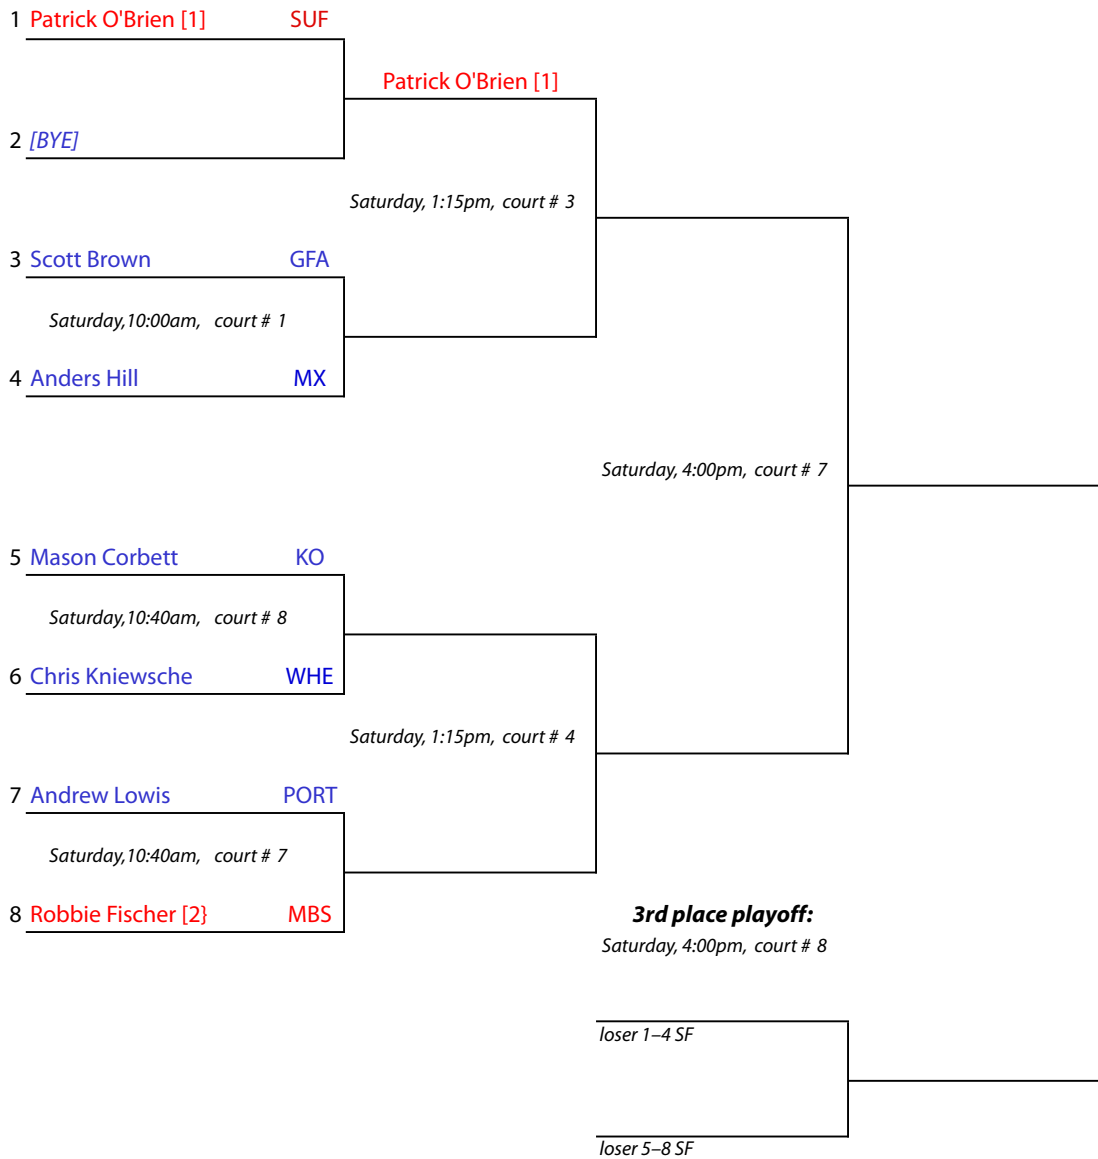 1 Patrick O'Brien [1] SUF
Patrick O'Brien [1]
2 [BYE]
Saturday, 1:15pm, court # 3
3 Scott Brown GFA
Saturday,10:00am, court # 1
4 Anders Hill MX
Saturday, 4:00pm, court # 7
5 Mason Corbett KO
Saturday,10:40am, court # 8
6 Chris Kniewsche WHE
Saturday, 1:15pm, court # 4
7 Andrew Lowis PORT
Saturday,10:40am, court # 7
8 Robbie Fischer [2} MBS
3rd place playoff:
Saturday, 4:00pm, court # 8
loser 1–4 SF
loser 5–8 SF